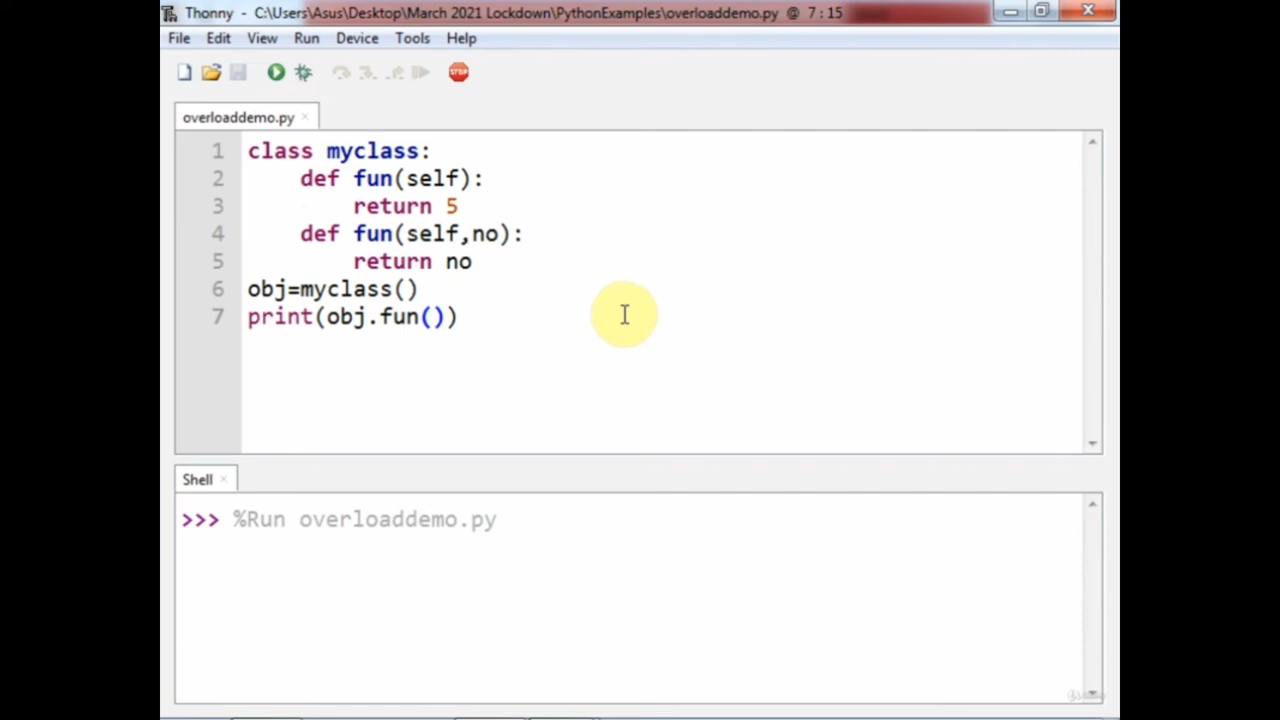 Thonny - C:\Users\Asus\Desktop\March 2021 Lockdown\PythonExamples\overloaddemo.py @ 7 : 15
File Edit View Run Device Tools Help
STOP
overloaddemo.py ×
1 class myclass:
2     def fun(self):
3         return 5
4     def fun(self,no):
5         return no
6 obj=myclass()
7 print(obj.fun())
Shell ×
>>> %Run overloaddemo.py